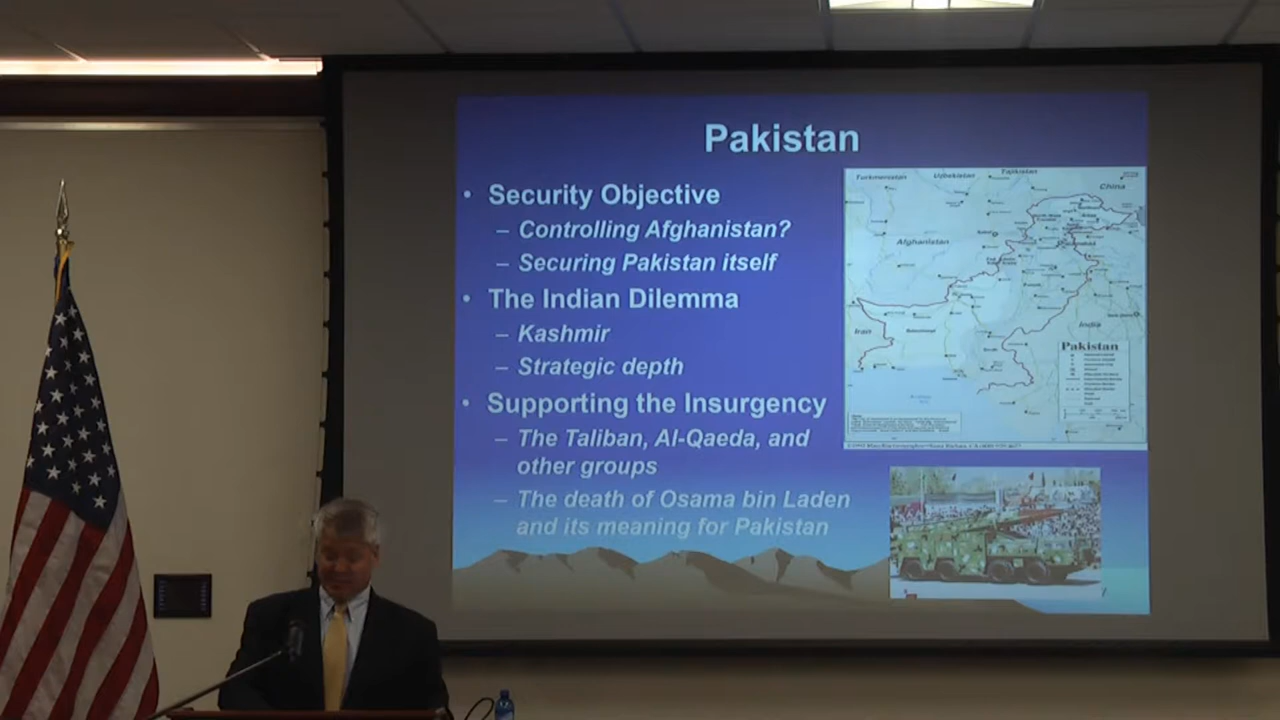 Pakistan
• Security Objective
– Controlling Afghanistan?
– Securing Pakistan itself
• The Indian Dilemma
– Kashmir
– Strategic depth
• Supporting the Insurgency
– The Taliban, Al-Qaeda, and
other groups
– The death of Osama bin Laden
and its meaning for Pakistan
Turkmenistan
Uzbekistan
Tajikistan
China
Afghanistan
Iran
India
Pakistan